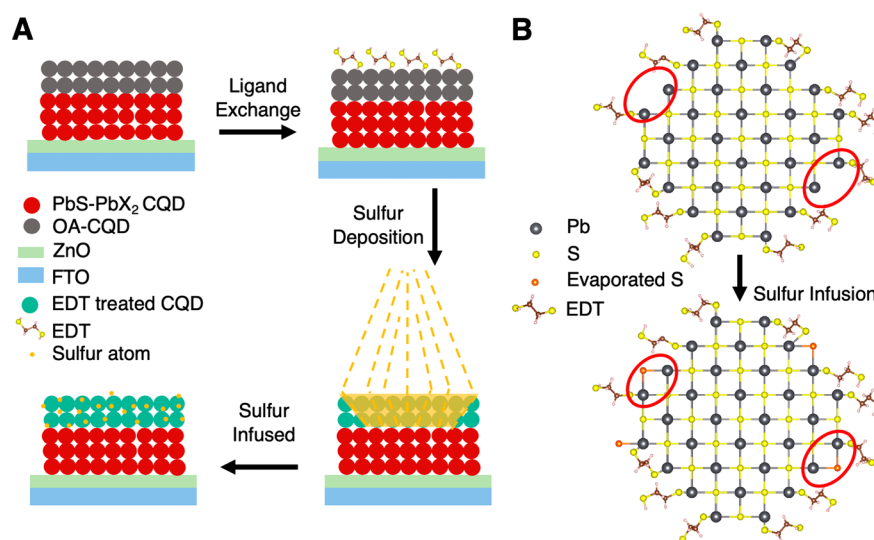 A
B
Ligand
Exchange
Sulfur
Deposition
PbS-PbX₂ CQD
OA-CQD
ZnO
FTO
EDT treated CQD
EDT
Sulfur atom
Sulfur
Infused
Pb
S
Evaporated S
EDT
Sulfur Infusion